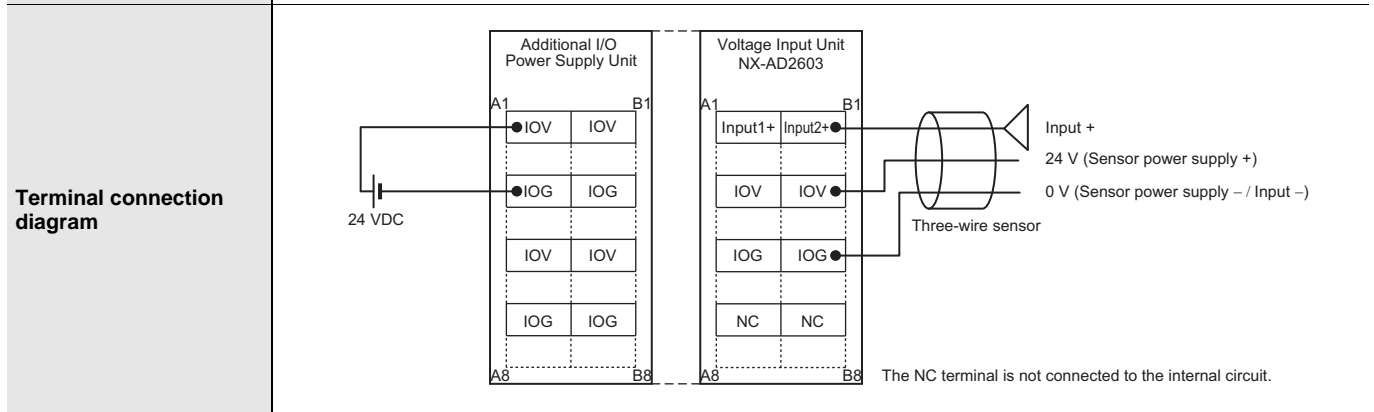 Terminal connection
diagram
Additional I/O
Power Supply Unit
A1
B1
IOV
IOV
IOG
IOG
24 VDC
IOV
IOV
IOG
IOG
A8
B8
Voltage Input Unit
NX-AD2603
A1
B1
Input1+
Input2+
IOV
IOV
IOG
IOG
NC
NC
A8
B8
Input +
24 V (Sensor power supply +)
0 V (Sensor power supply − / Input −)
Three-wire sensor
The NC terminal is not connected to the internal circuit.